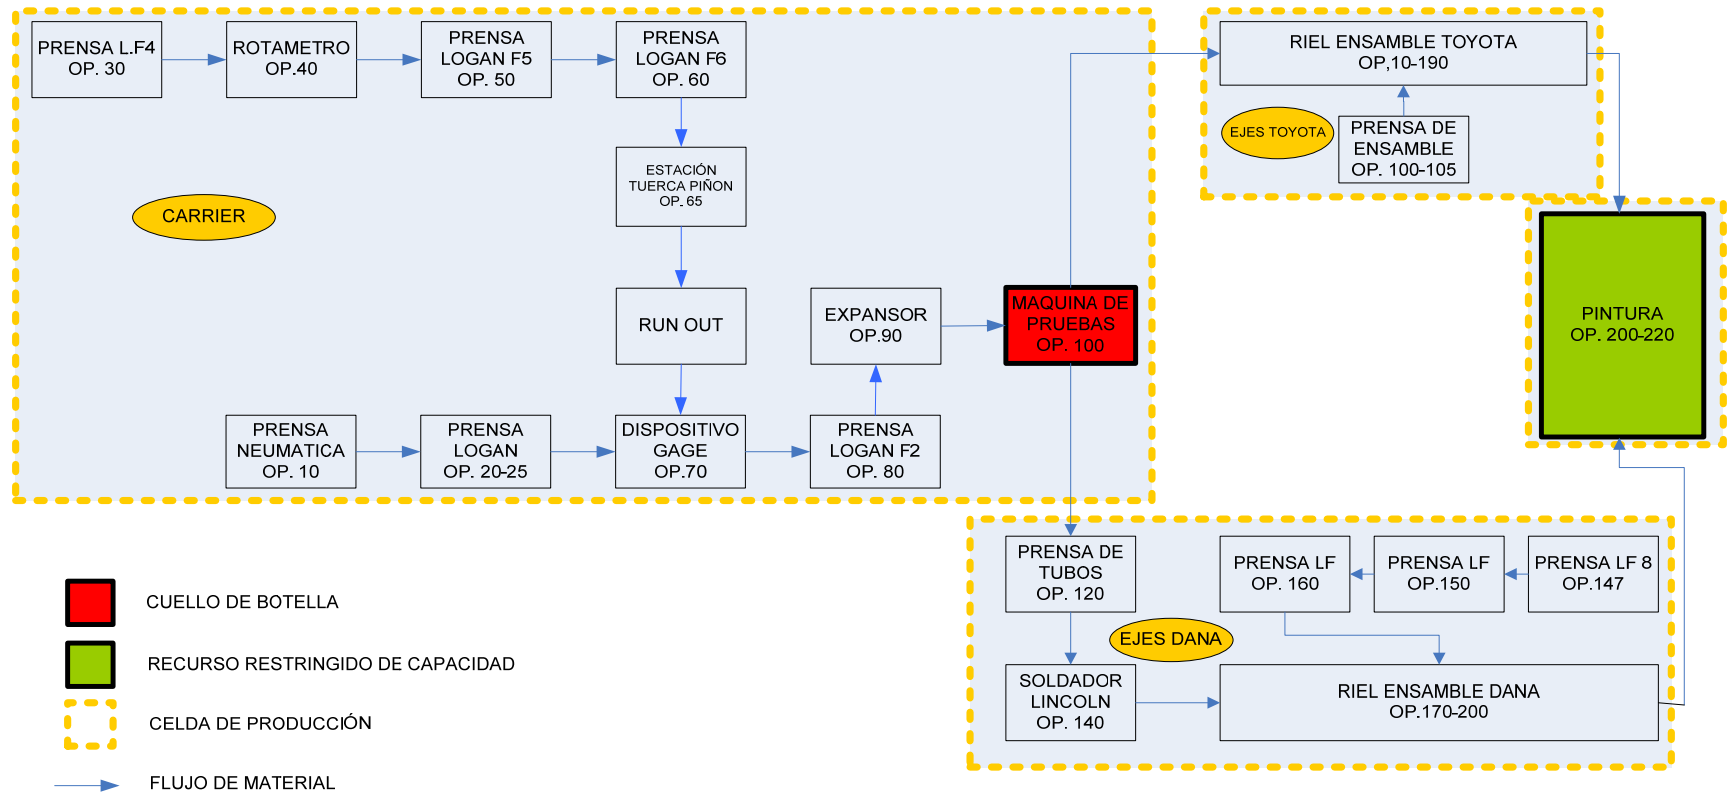 PRENSA L.F4
OP. 30
ROTAMETRO
OP.40
PRENSA
LOGAN F5
OP. 50
PRENSA
LOGAN F6
OP. 60
RIEL ENSAMBLE TOYOTA
OP,10-190
EJES TOYOTA
PRENSA DE
ENSAMBLE
OP. 100-105
ESTACIÓN
TUERCA PIÑON
OP. 65
CARRIER
RUN OUT
EXPANSOR
OP.90
MAQUINA DE
PRUEBAS
OP. 100
PINTURA
OP. 200-220
PRENSA
NEUMATICA
OP. 10
PRENSA
LOGAN
OP. 20-25
DISPOSITIVO
GAGE
OP.70
PRENSA
LOGAN F2
OP. 80
PRENSA DE
TUBOS
OP. 120
PRENSA LF
OP. 160
PRENSA LF
OP.150
PRENSA LF 8
OP.147
EJES DANA
SOLDADOR
LINCOLN
OP. 140
RIEL ENSAMBLE DANA
OP.170-200
CUELLO DE BOTELLA
RECURSO RESTRINGIDO DE CAPACIDAD
CELDA DE PRODUCCIÓN
FLUJO DE MATERIAL